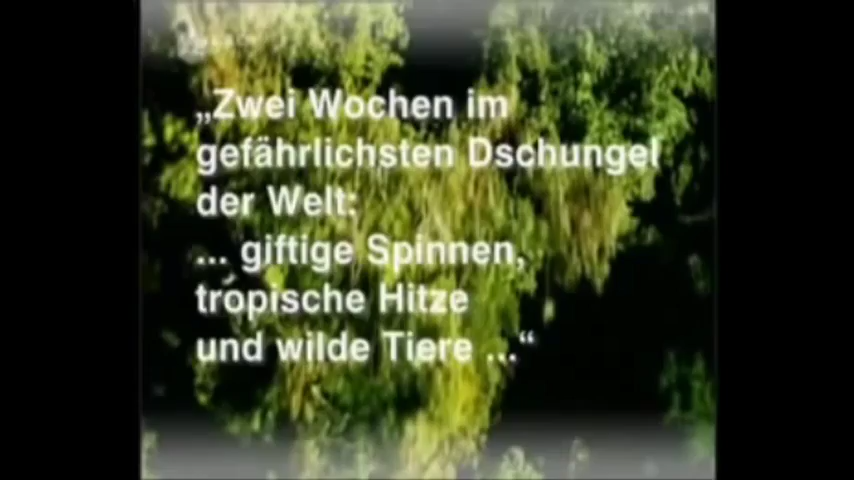 „Zwei Wochen im
gefährlichsten Dschungel
der Welt:
... giftige Spinnen,
tropische Hitze
und wilde Tiere ...“